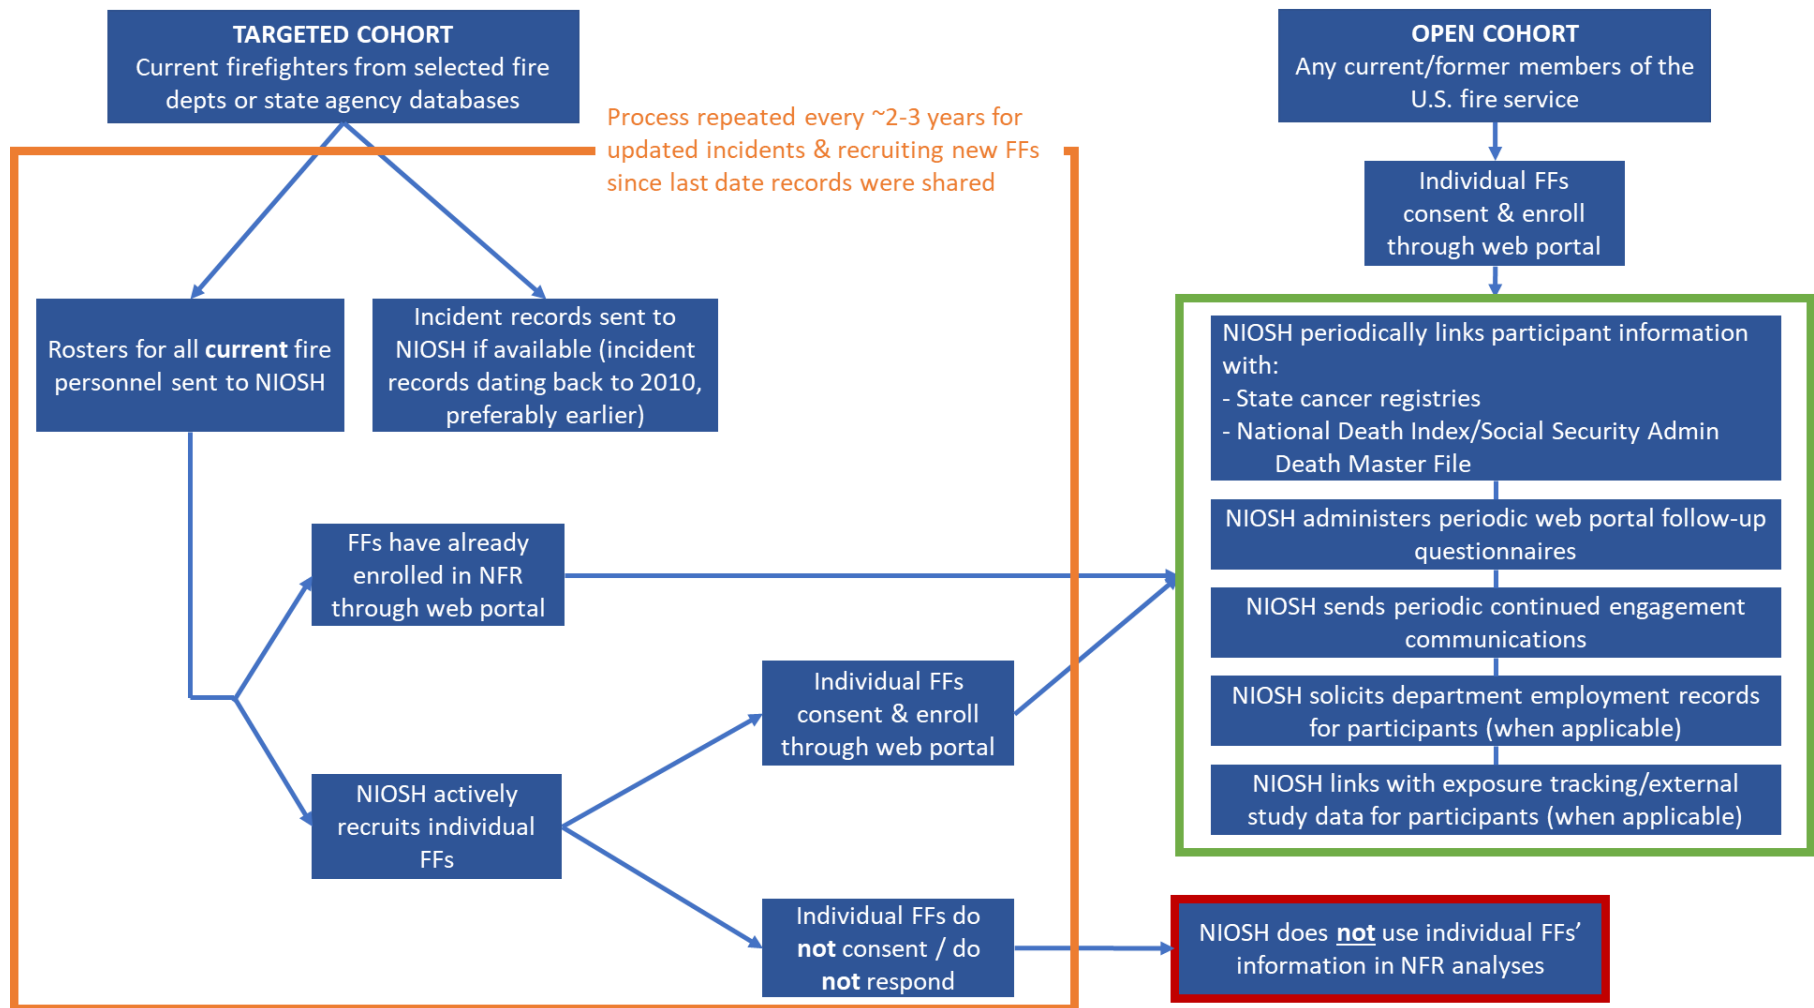 TARGETED COHORT
Current firefighters from selected fire
depts or state agency databases
OPEN COHORT
Any current/former members of the
U.S. fire service
Process repeated every ~2-3 years for
updated incidents & recruiting new FFs
since last date records were shared
Individual FFs
consent & enroll
through web portal
Rosters for all current fire
personnel sent to NIOSH
Incident records sent to
NIOSH if available (incident
records dating back to 2010,
preferably earlier)
NIOSH periodically links participant information
with:
- State cancer registries
- National Death Index/Social Security Admin
Death Master File
NIOSH administers periodic web portal follow-up
questionnaires
NIOSH sends periodic continued engagement
communications
NIOSH solicits department employment records
for participants (when applicable)
NIOSH links with exposure tracking/external
study data for participants (when applicable)
FFs have already
enrolled in NFR
through web portal
NIOSH actively
recruits individual
FFs
Individual FFs
consent & enroll
through web portal
Individual FFs do
not consent / do
not respond
NIOSH does not use individual FFs’
information in NFR analyses